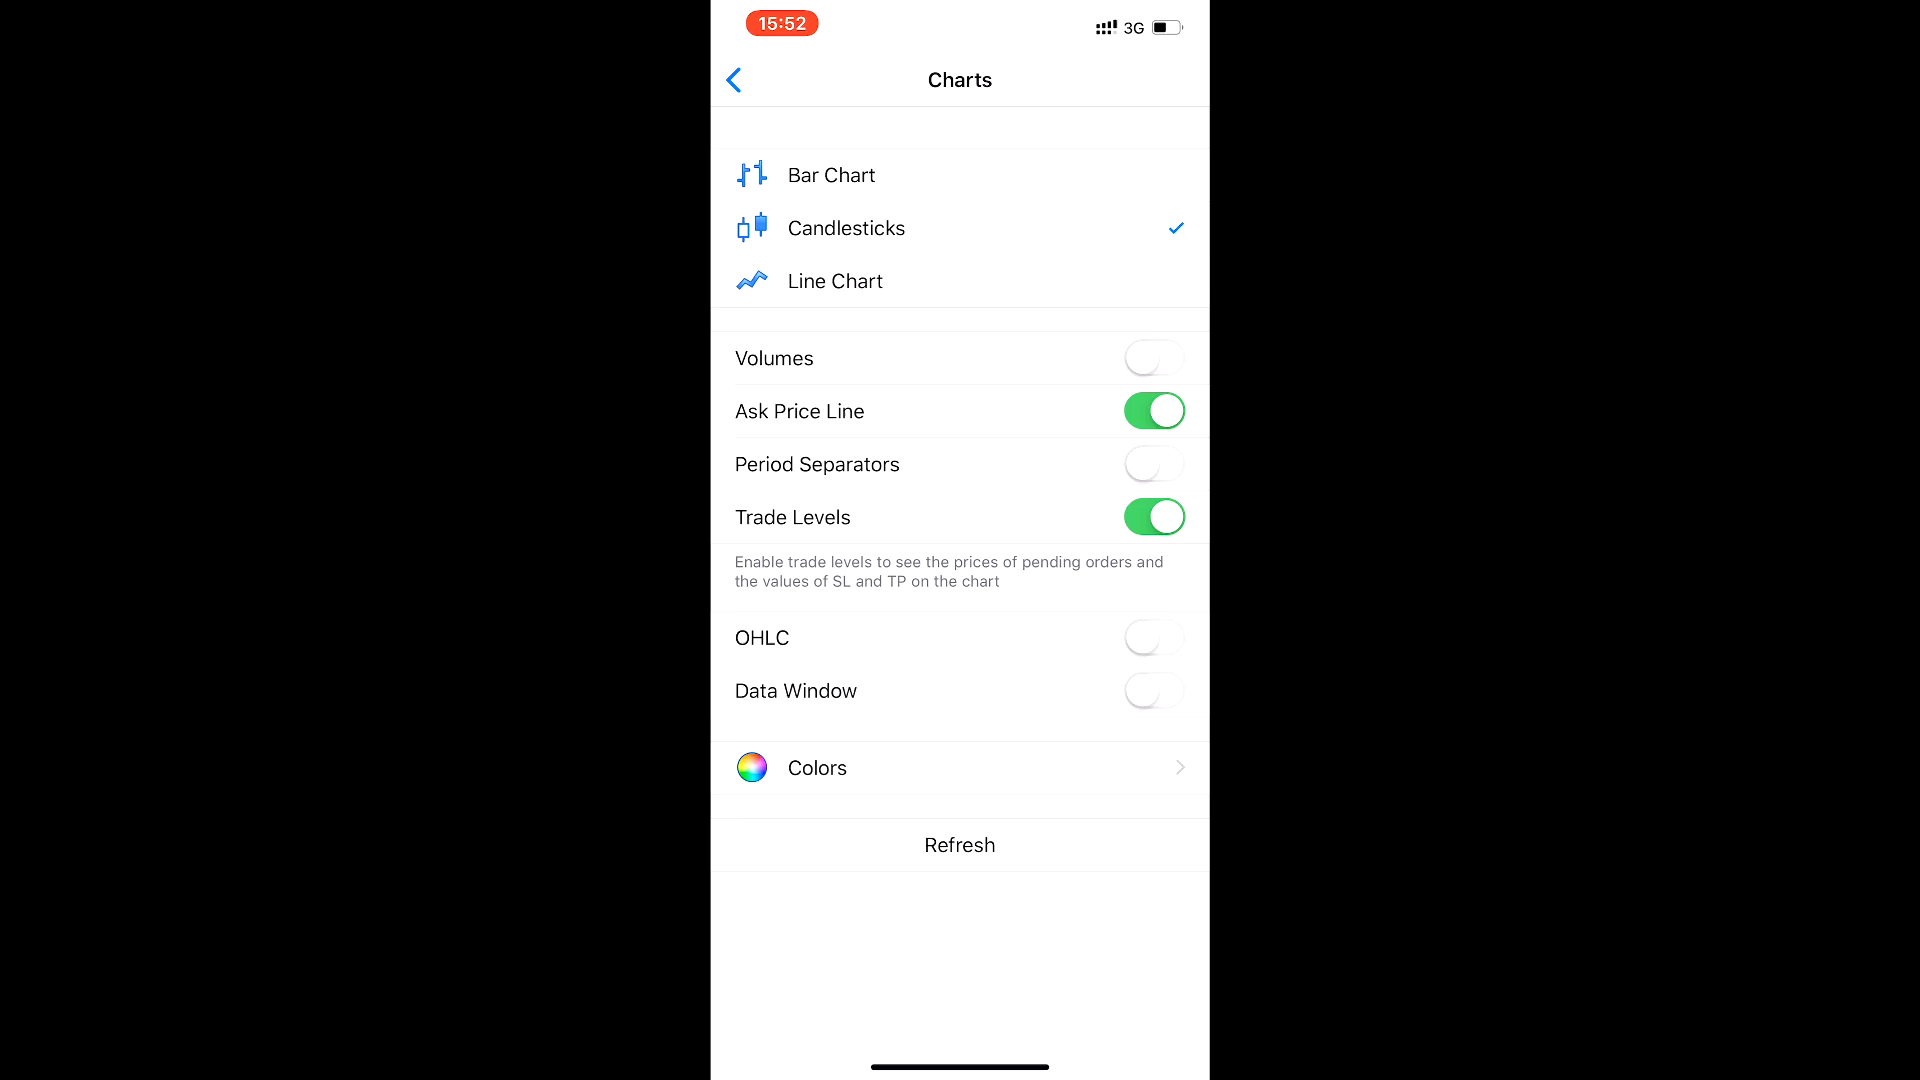 15:52
3G
Charts
Bar Chart
Candlesticks
Line Chart
Volumes
Ask Price Line
Period Separators
Trade Levels
Enable trade levels to see the prices of pending orders and
the values of SL and TP on the chart
OHLC
Data Window
Colors
Refresh